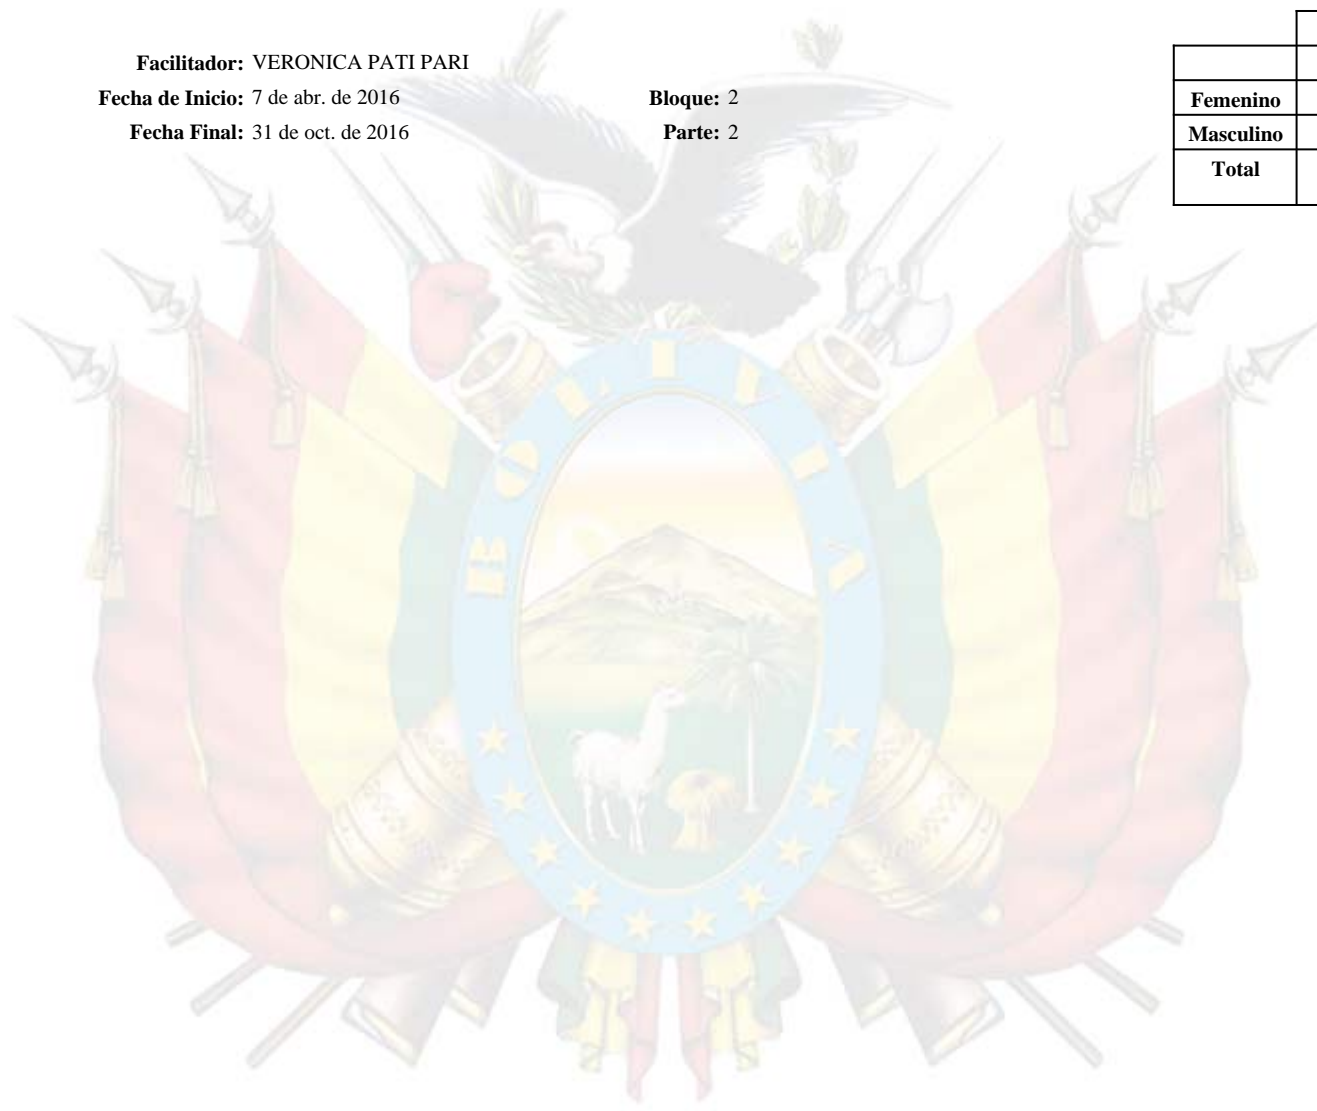 Facilitador: VERONICA PATI PARI
Fecha de Inicio: 7 de abr. de 2016 Bloque: 2
Fecha Final: 31 de oct. de 2016 Parte: 2
Femenino
Masculino
Total
BOLIVIA